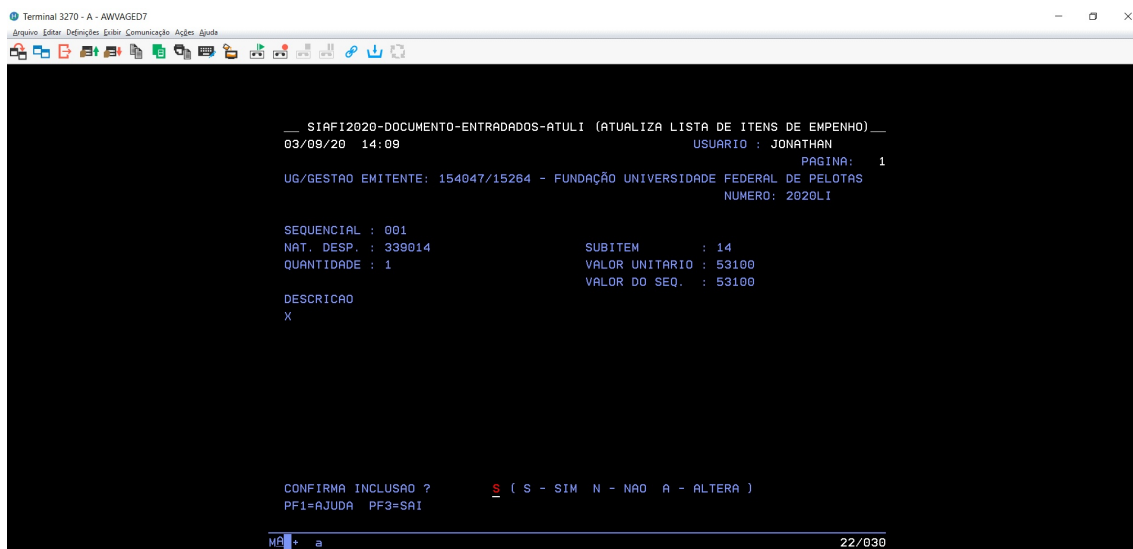 Terminal 3270 - A - AWVAGED7
Arquivo Editar Definições Exibir Comunicação Ações Ajuda
__ SIAFI2020-DOCUMENTO-ENTRADADOS-ATULI (ATUALIZA LISTA DE ITENS DE EMPENHO)__
03/09/20 14:09 USUARIO : JONATHAN
PAGINA: 1
UG/GESTAO EMITENTE: 154047/15264 - FUNDAÇÃO UNIVERSIDADE FEDERAL DE PELOTAS
NUMERO: 2020LI
SEQUENCIAL : 001
NAT. DESP. : 339014 SUBITEM : 14
QUANTIDADE : 1 VALOR UNITARIO : 53100
VALOR DO SEQ. : 53100
DESCRICAO
X
CONFIRMA INCLUSAO ? S ( S - SIM N - NAO A - ALTERA )
PF1=AJUDA PF3=SAI
MÂ + a 22/030